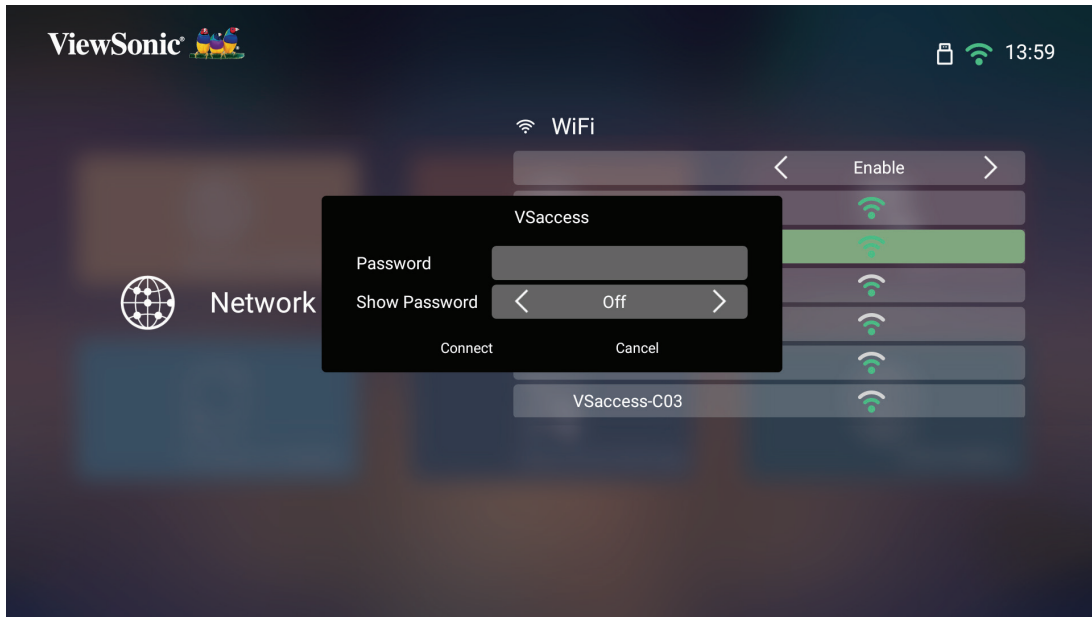 ViewSonic®
13:59
WiFi
Enable
VSaccess
Password
Network
Show Password Off
Connect Cancel
VSaccess-C03